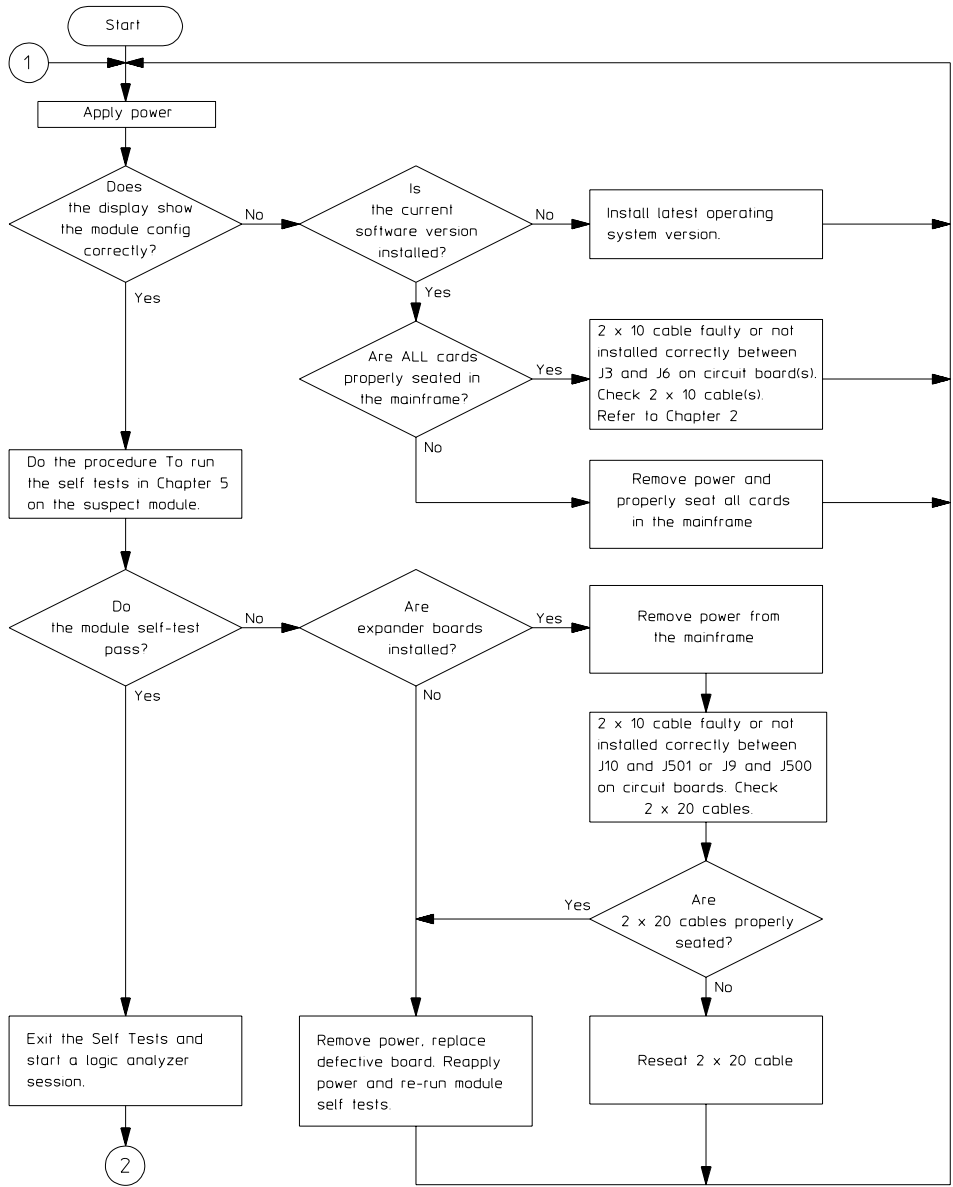 Start
1
Apply power
Does
the display show
the module config
correctly?
No
Yes
Is
the current
software version
installed?
No
Yes
Install latest operating
system version.
Are ALL cards
properly seated in
the mainframe?
Yes
No
2 x 10 cable faulty or not
installed correctly between
J3 and J6 on circuit board(s).
Check 2 x 10 cable(s).
Refer to Chapter 2
Remove power and
properly seat all cards
in the mainframe
Do the procedure To run
the self tests in Chapter 5
on the suspect module.
Do
the module self-test
pass?
No
Yes
Are
expander boards
installed?
Yes
No
Remove power from
the mainframe
2 x 10 cable faulty or not
installed correctly between
J10 and J501 or J9 and J500
on circuit boards. Check
2 x 20 cables.
Are
2 x 20 cables properly
seated?
Yes
No
Exit the Self Tests and
start a logic analyzer
session.
Remove power, replace
defective board. Reapply
power and re-run module
self tests.
Reseat 2 x 20 cable
2